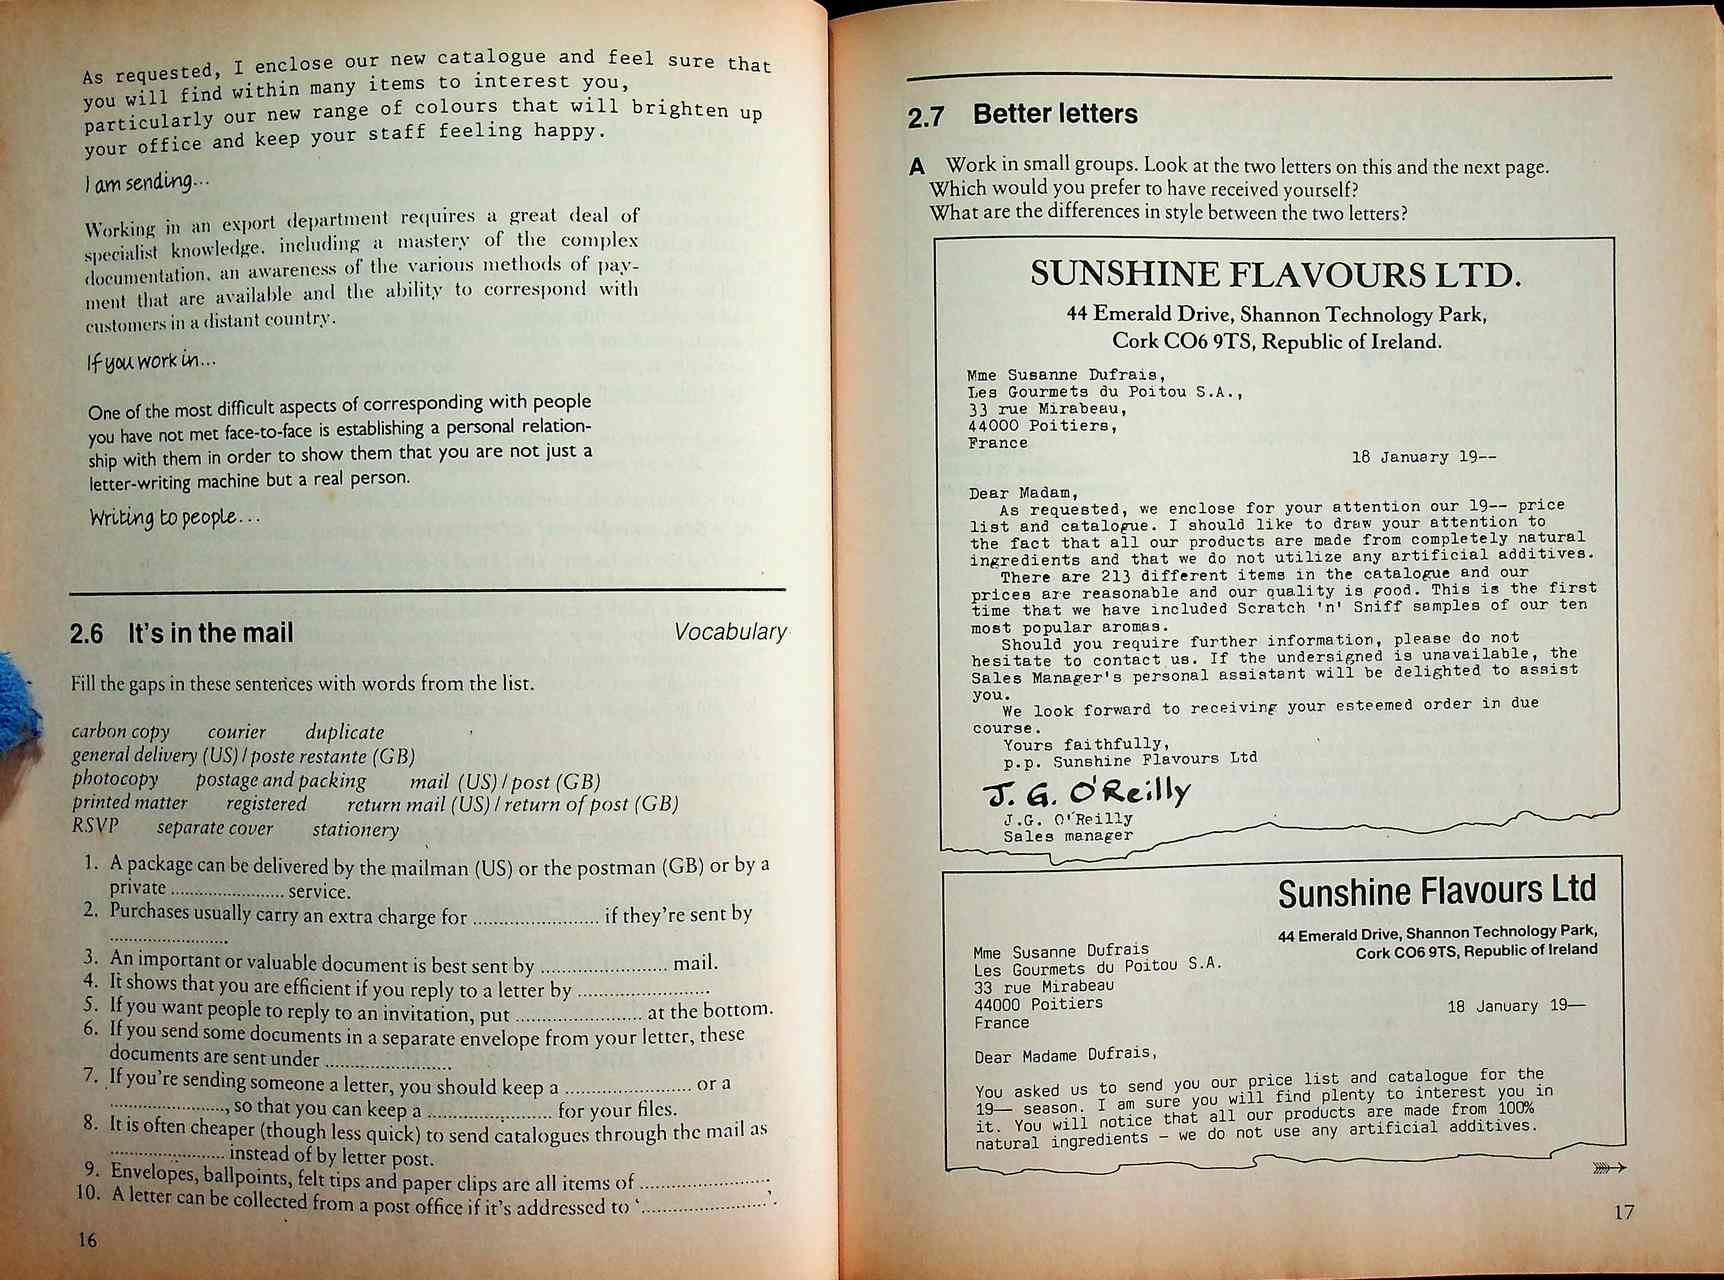 As requested, I enclose our new catalogue and feel sure that
you will find within many items to interest you,
particularly our new range of colours that will brighten up
your office and keep your staff feeling happy.
I am sending...
Working in an export department requires a great deal of
specialist knowledge, including a mastery of the complex
documentation, an awareness of the various methods of pay-
ment that are available and the ability to correspond with
customers in a distant country.
If you work in...
One of the most difficult aspects of corresponding with people
you have not met face-to-face is establishing a personal relation-
ship with them in order to show them that you are not just a
letter-writing machine but a real person.
Writing to people...
2.6 It's in the mail Vocabulary
Fill the gaps in these sentences with words from the list.
carbon copy courier duplicate
general delivery (US) / poste restante (GB)
photocopy postage and packing mail (US) / post (GB)
printed matter registered return mail (US) / return of post (GB)
RSVP separate cover stationery
1. A package can be delivered by the mailman (US) or the postman (GB) or by a
private ...................... service.
2. Purchases usually carry an extra charge for ........................ if they're sent by
........................
3. An important or valuable document is best sent by ........................ mail.
4. It shows that you are efficient if you reply to a letter by .........................
5. If you want people to reply to an invitation, put ........................ at the bottom.
6. If you send some documents in a separate envelope from your letter, these
documents are sent under ........................
7. If you're sending someone a letter, you should keep a ........................ or a
......................, so that you can keep a ........................ for your files.
8. It is often cheaper (though less quick) to send catalogues through the mail as
...................... instead of by letter post.
9. Envelopes, ballpoints, felt tips and paper clips are all items of .........................
10. A letter can be collected from a post office if it's addressed to '........................'.
16
2.7 Better letters
A Work in small groups. Look at the two letters on this and the next page.
Which would you prefer to have received yourself?
What are the differences in style between the two letters?
SUNSHINE FLAVOURS LTD.
44 Emerald Drive, Shannon Technology Park,
Cork CO6 9TS, Republic of Ireland.
Mme Susanne Dufrais,
Les Gourmets du Poitou S.A.,
33 rue Mirabeau,
44000 Poitiers,
France
18 January 19--
Dear Madam,
As requested, we enclose for your attention our 19-- price
list and catalogue. I should like to draw your attention to
the fact that all our products are made from completely natural
ingredients and that we do not utilize any artificial additives.
There are 213 different items in the catalogue and our
prices are reasonable and our quality is good. This is the first
time that we have included Scratch 'n' Sniff samples of our ten
most popular aromas.
Should you require further information, please do not
hesitate to contact us. If the undersigned is unavailable, the
Sales Manager's personal assistant will be delighted to assist
you.
We look forward to receiving your esteemed order in due
course.
Yours faithfully,
p.p. Sunshine Flavours Ltd
J. G. O'Reilly
J.G. O'Reilly
Sales manager
Sunshine Flavours Ltd
44 Emerald Drive, Shannon Technology Park,
Cork CO6 9TS, Republic of Ireland
Mme Susanne Dufrais
Les Gourmets du Poitou S.A.
33 rue Mirabeau
44000 Poitiers
France
18 January 19—
Dear Madame Dufrais,
You asked us to send you our price list and catalogue for the
19— season. I am sure you will find plenty to interest you in
it. You will notice that all our products are made from 100%
natural ingredients – we do not use any artificial additives.
17